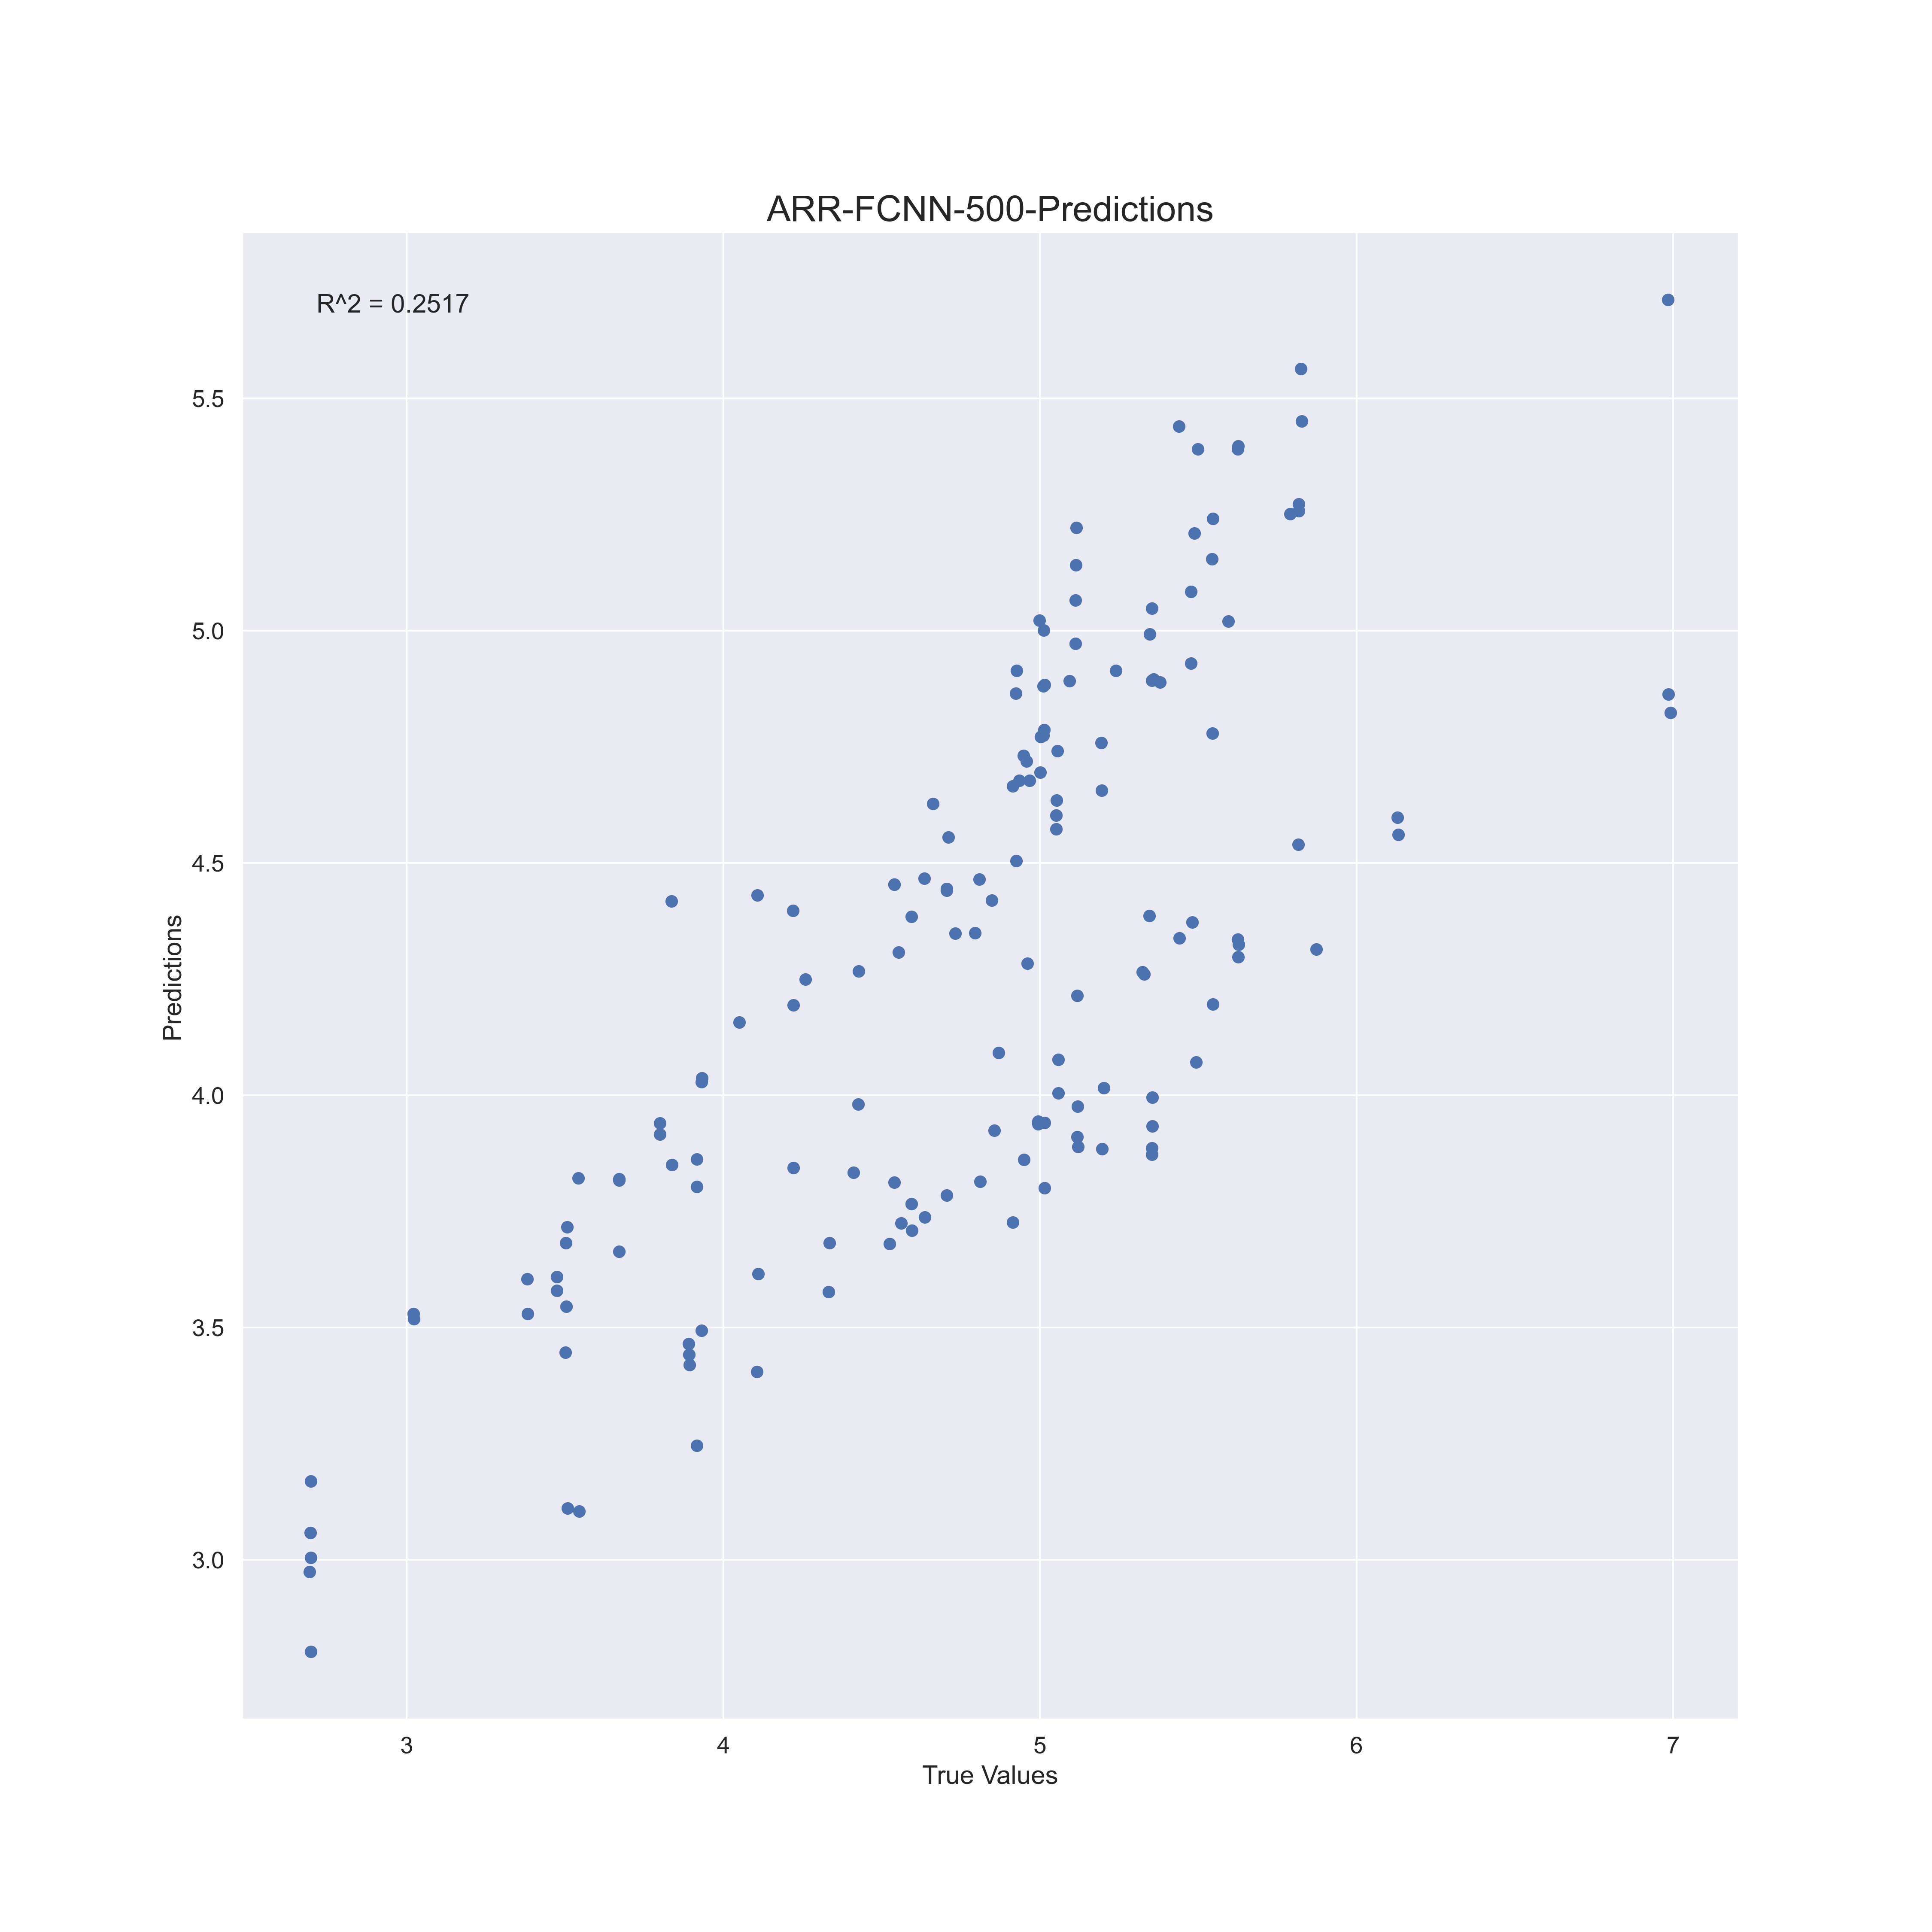 ARR-FCNN-500-Predictions
R^2 = 0.2517
5.5
5.0
4.5
4.0
3.5
3.0
Predictions
3 4 5 6 7
True Values